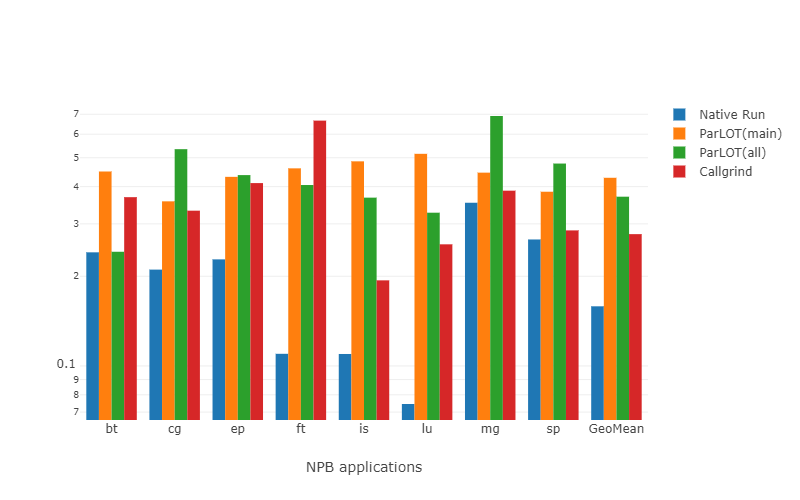 7
6
5
4
3
2
0.1
9
8
7
bt cg ep ft is lu mg sp GeoMean
NPB applications
Native Run
ParLOT(main)
ParLOT(all)
Callgrind